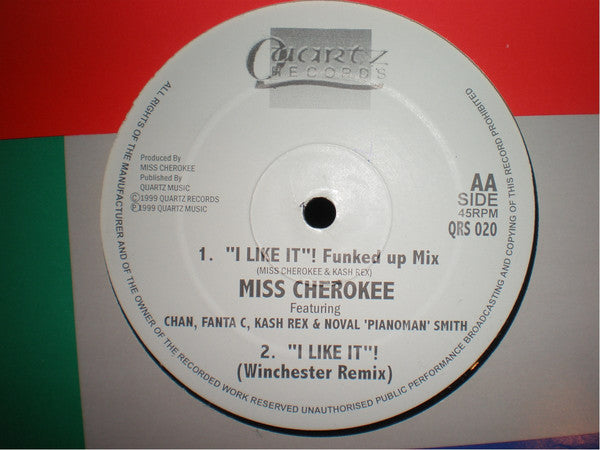 Quartz
RECORDS
Produced By
MISS CHEROKEE
Published By
QUARTZ MUSIC
©1999 QUARTZ RECORDS
℗1999 QUARTZ MUSIC
AA
SIDE
45RPM
QRS 020
1. "I LIKE IT"! Funked up Mix
(MISS CHEROKEE & KASH REX)
MISS CHEROKEE
Featuring
CHAN, FANTA C, KASH REX & NOVAL 'PIANOMAN' SMITH
2. "I LIKE IT"!
(Winchester Remix)
ALL RIGHTS OF THE MANUFACTURER AND OF THE OWNER OF THE RECORDED WORK RESERVED UNAUTHORISED PUBLIC PERFORMANCE BROADCASTING AND COPYING OF THIS RECORD PROHIBITED